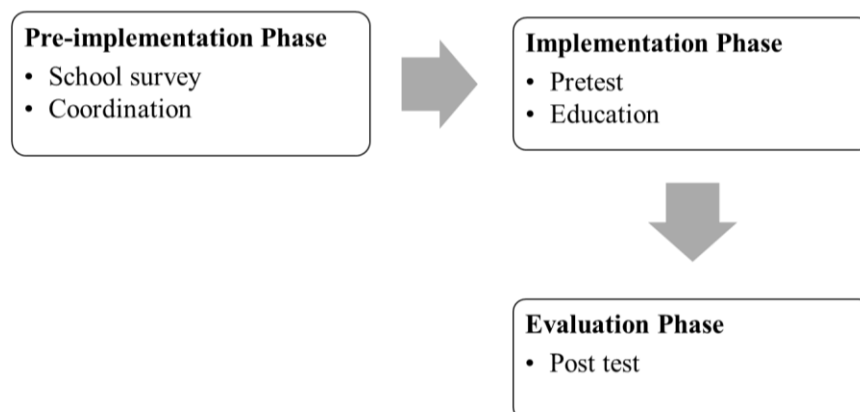 Pre-implementation Phase
• School survey
• Coordination
Implementation Phase
• Pretest
• Education
Evaluation Phase
• Post test